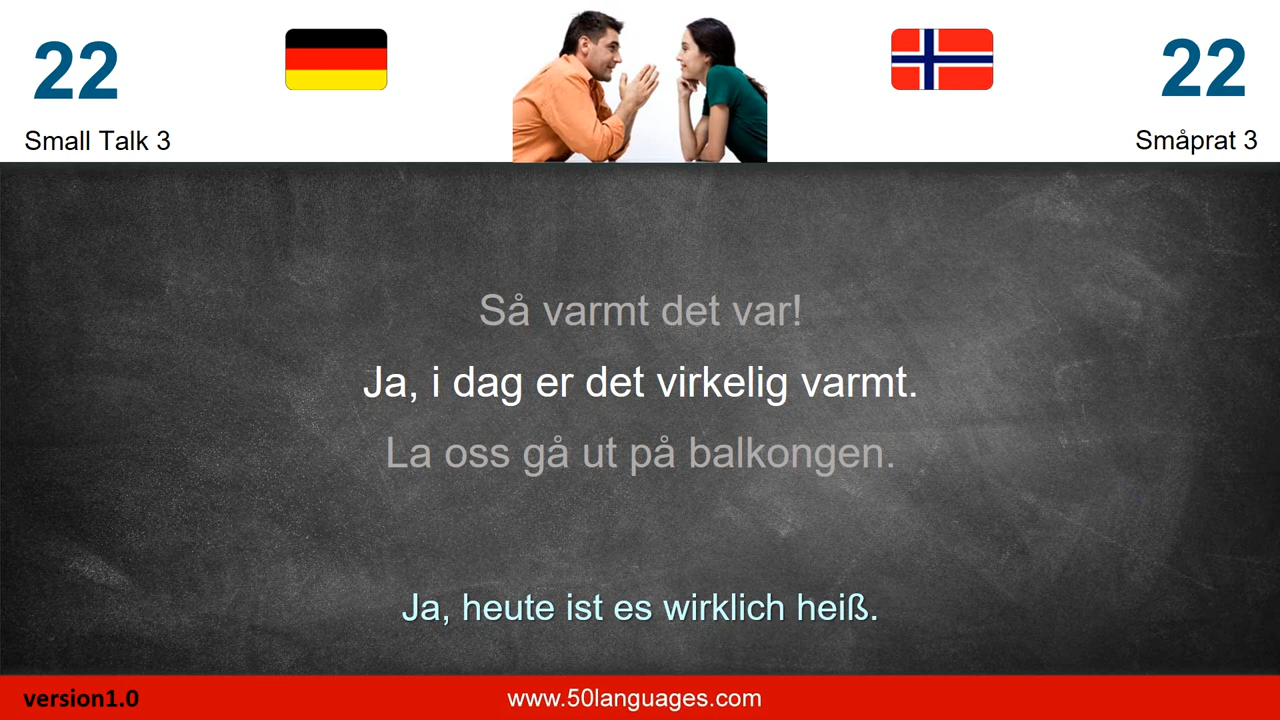 22
22
Small Talk 3
Småprat 3
Så varmt det var!
Ja, i dag er det virkelig varmt.
La oss gå ut på balkongen.
Ja, heute ist es wirklich heiß.
version1.0
www.50languages.com